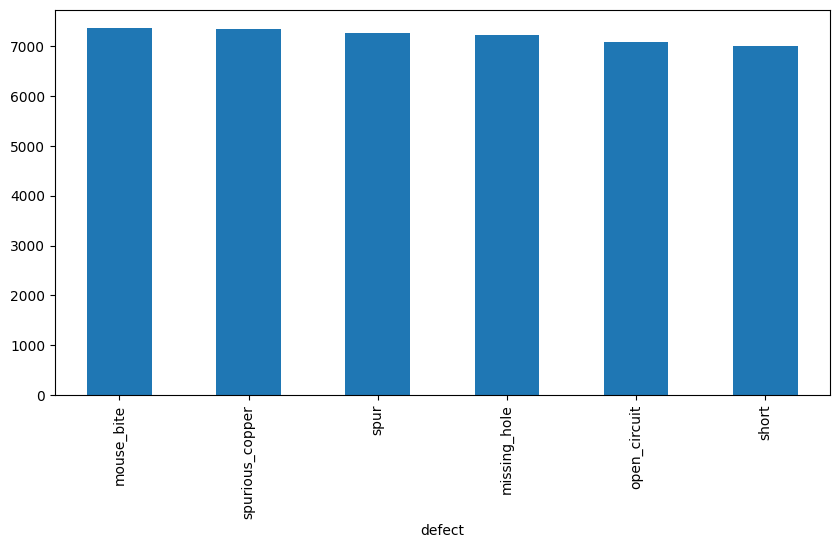 7000
6000
5000
4000
3000
2000
1000
0
mouse_bite
spurious_copper
spur
missing_hole
open_circuit
short
defect